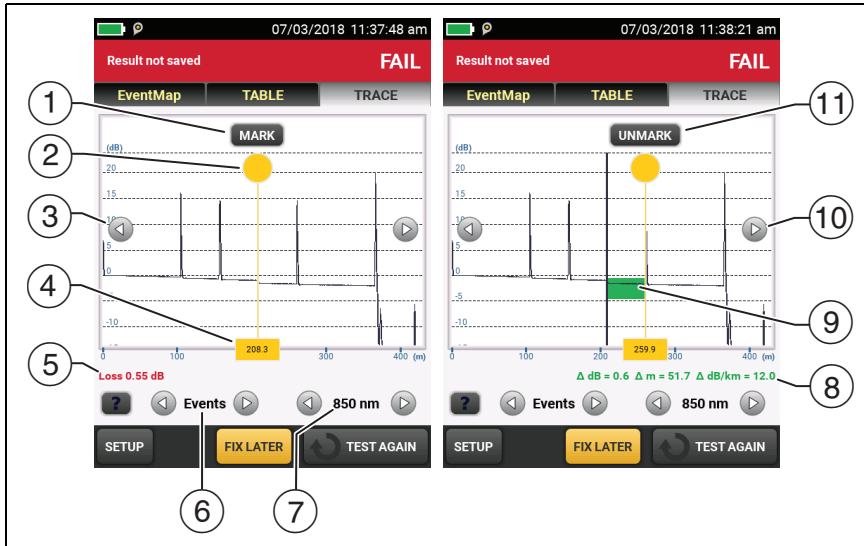 07/03/2018 11:37:48 am
Result not saved FAIL
EventMap TABLE TRACE
1
MARK
2
(dB)
20
15
3
10
5
0
-5
4
-10
-15
208.3
0 100 300 400 (m)
5
Loss 0.55 dB
? Events 850 nm
SETUP FIX LATER TEST AGAIN
6
7
07/03/2018 11:38:21 am
Result not saved FAIL
EventMap TABLE TRACE
11
UNMARK
(dB)
20
15
10
10
5
0
-5
9
-10
259.9
0 100 300 400 (m)
Δ dB = 0.6 Δ m = 51.7 Δ dB/km = 12.0
8
? Events 850 nm
SETUP FIX LATER TEST AGAIN